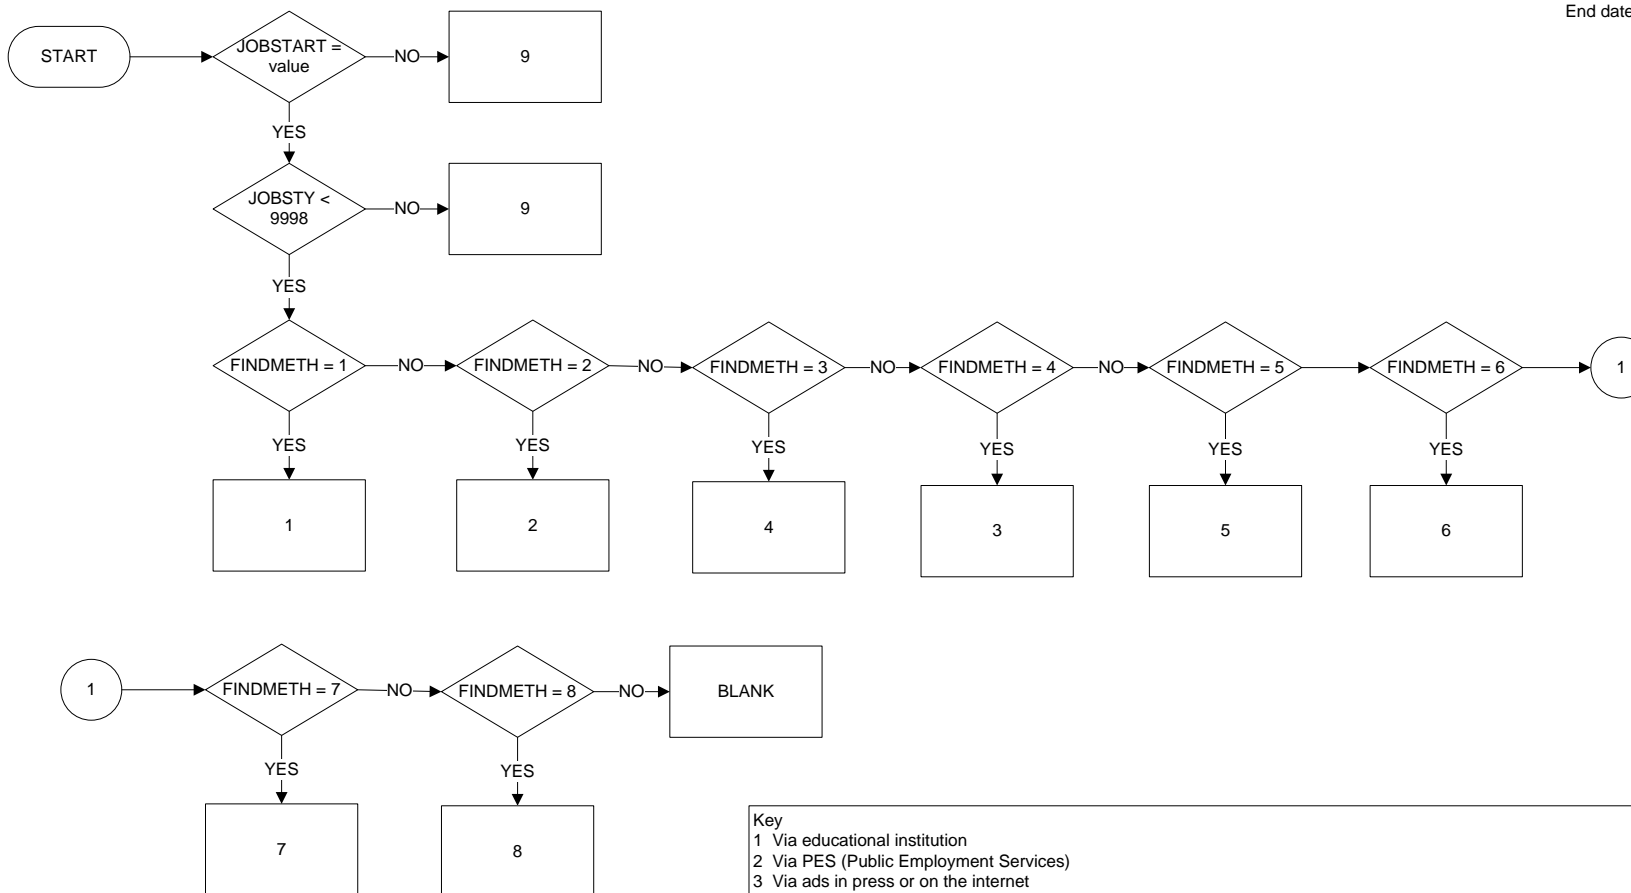 End date
START
JOBSTART =
value
NO
9
YES
JOBSTY <
9998
NO
9
YES
FINDMETH = 1
NO
FINDMETH = 2
NO
FINDMETH = 3
NO
FINDMETH = 4
NO
FINDMETH = 5
FINDMETH = 6
1
YES
YES
YES
YES
YES
YES
1
2
4
3
5
6
1
FINDMETH = 7
NO
FINDMETH = 8
NO
BLANK
YES
YES
7
8
Key
1 Via educational institution
2 Via PES (Public Employment Services)
3 Via ads in press or on the internet